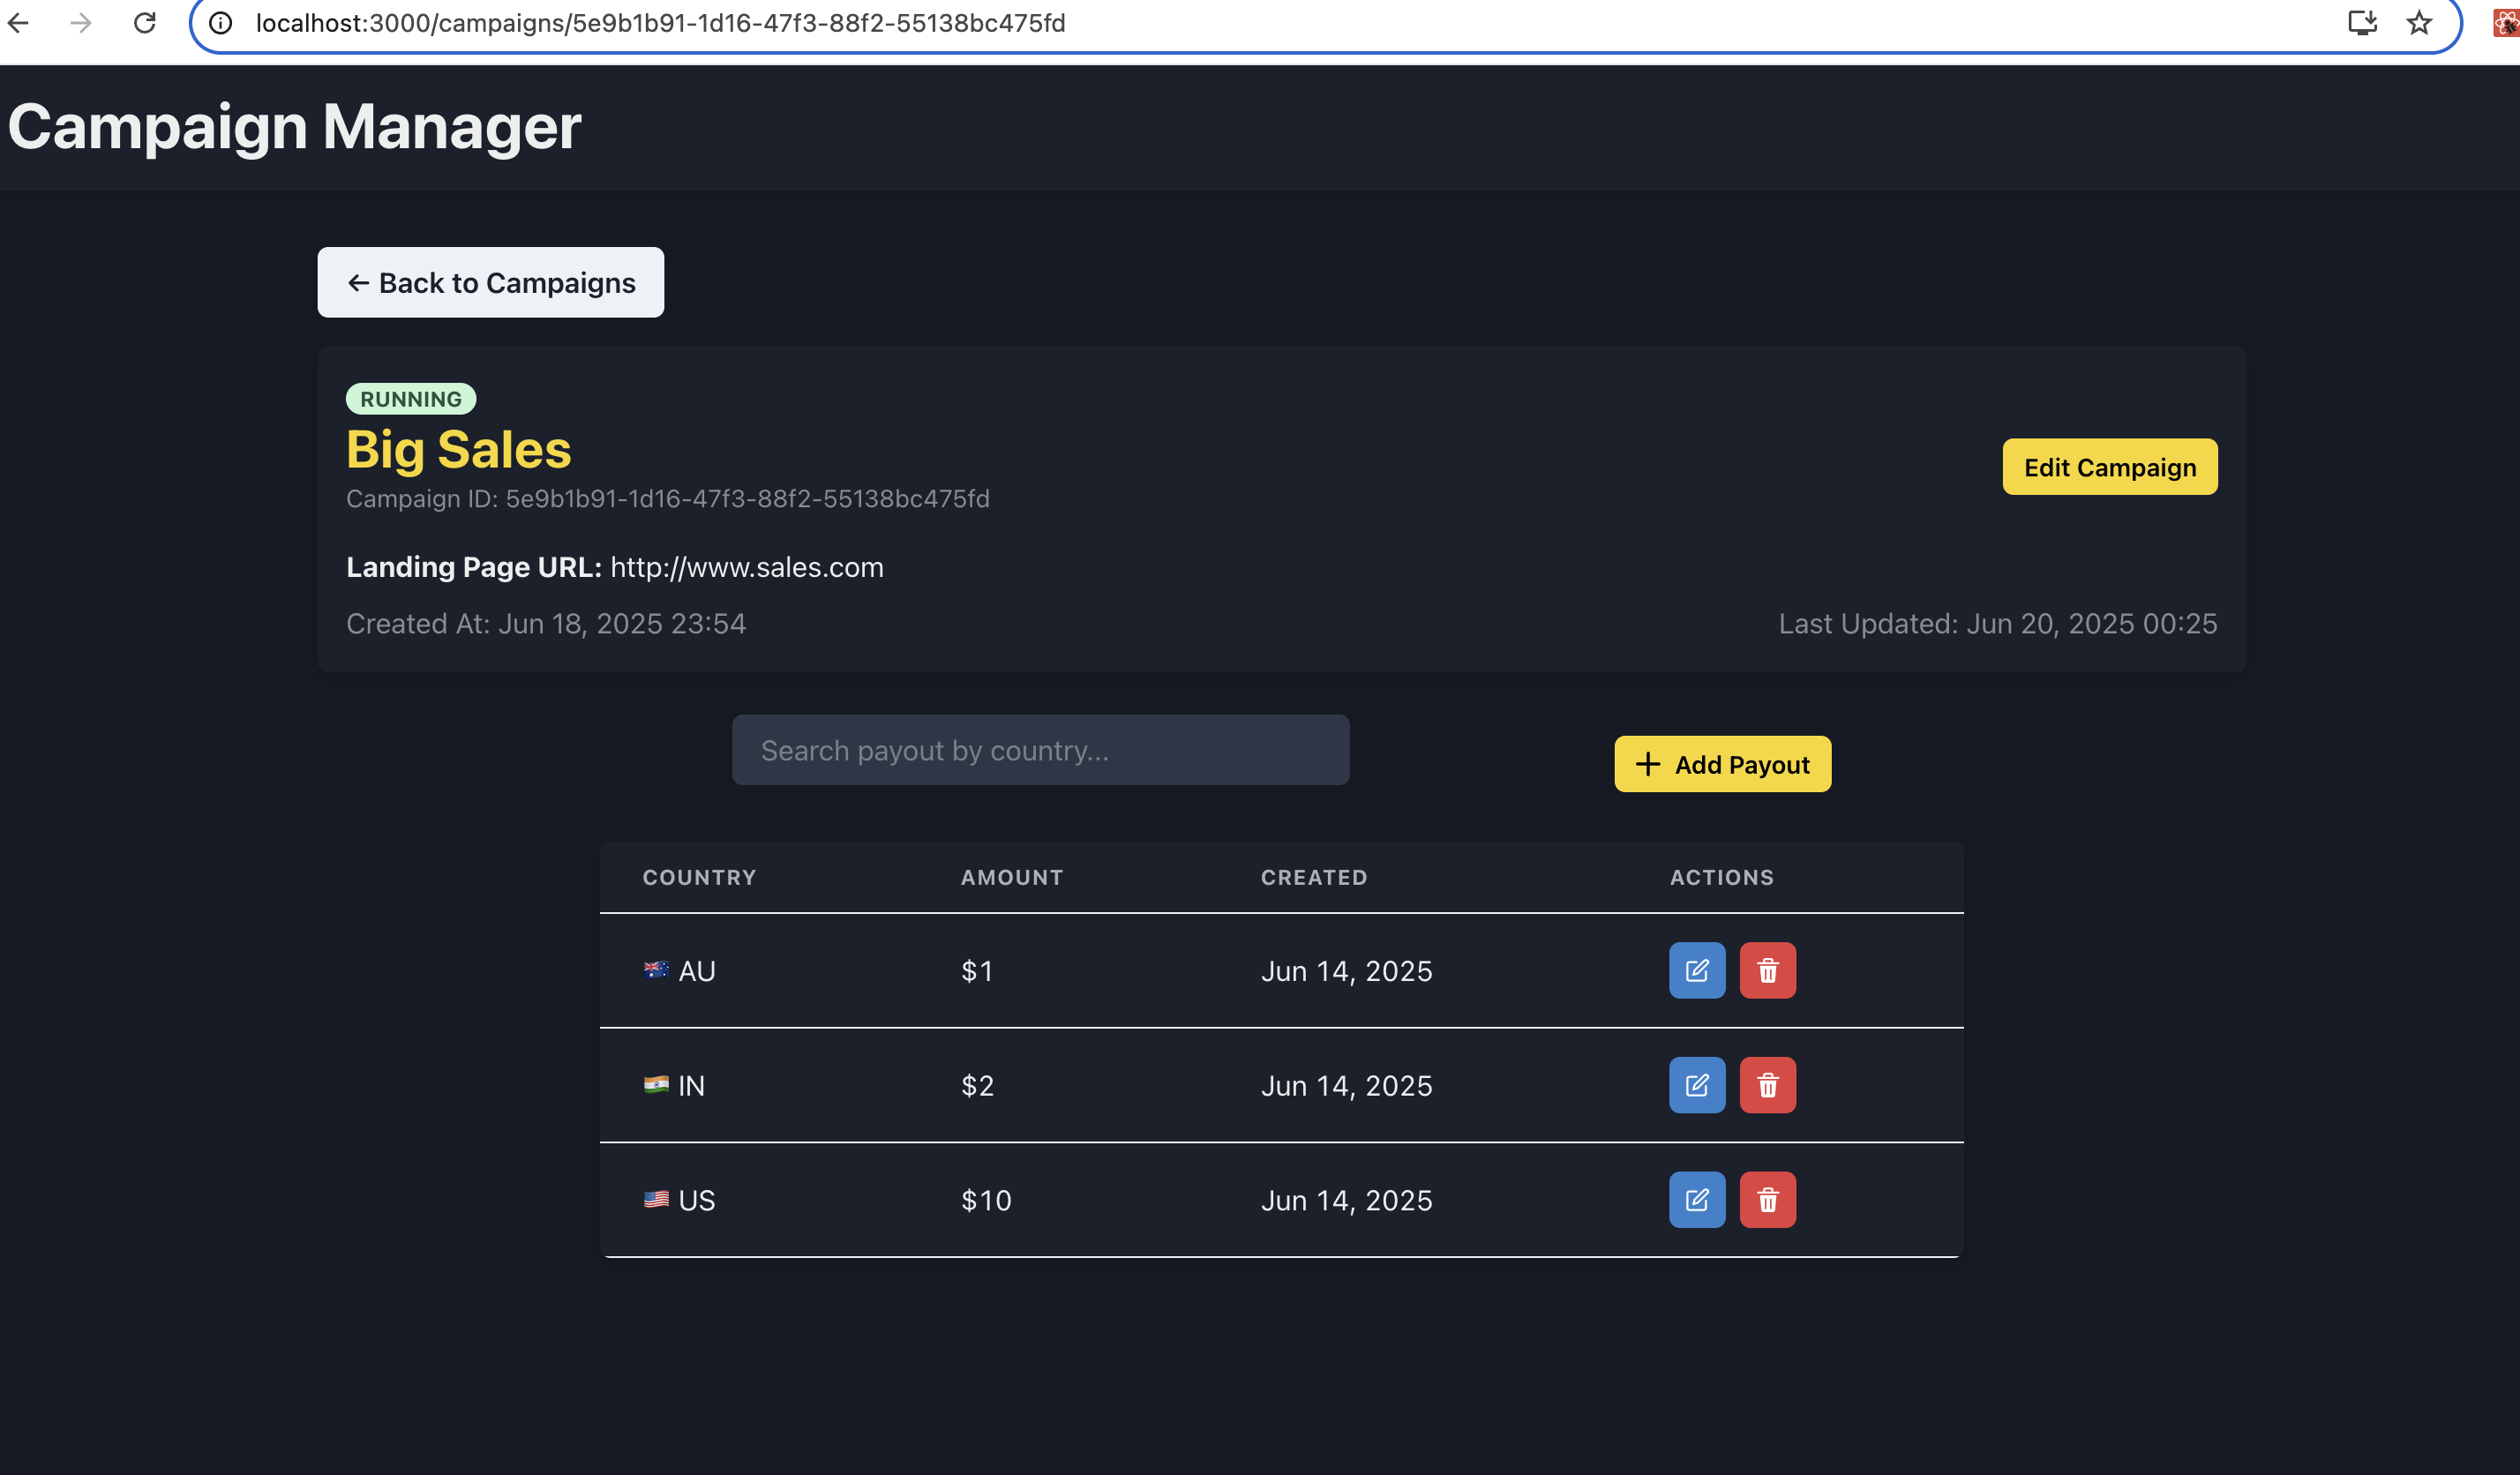 localhost:3000/campaigns/5e9b1b91-1d16-47f3-88f2-55138bc475fd
Campaign Manager
← Back to Campaigns
RUNNING
Big Sales
Campaign ID: 5e9b1b91-1d16-47f3-88f2-55138bc475fd
Edit Campaign
Landing Page URL: http://www.sales.com
Created At: Jun 18, 2025 23:54 Last Updated: Jun 20, 2025 00:25
Search payout by country...
+ Add Payout
COUNTRY AMOUNT CREATED ACTIONS
AU $1 Jun 14, 2025
IN $2 Jun 14, 2025
US $10 Jun 14, 2025